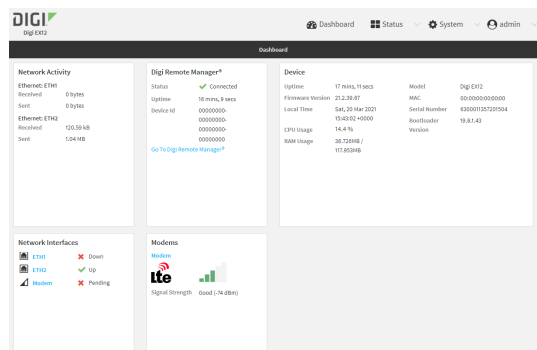 DIGI
Digi EX12
Dashboard Status System admin
Dashboard
Network Activity
Ethernet: ETH1
Received 0 bytes
Sent 0 bytes
Ethernet: ETH2
Received 120.59 kB
Sent 1.04 MB
Digi Remote Manager®
Status Connected
Uptime 16 mins, 9 secs
Device Id 00000000-
00000000-
00000000-
00000000
Go To Digi Remote Manager®
Device
Uptime 17 mins, 11 secs
Firmware Version 21.2.39.67
Local Time Sat, 20 Mar 2021
15:43:02 +0000
CPU Usage 14.4 %
RAM Usage 36.726MB /
117.953MB
Model Digi EX12
MAC 00:00:00:00:00:00
Serial Number 6300011357201504
Bootloader 19.8.1.43
Version
Network Interfaces
ETH1 Down
ETH2 Up
Modem Pending
Modems
Modem
lte
Signal Strength Good (-74 dBm)